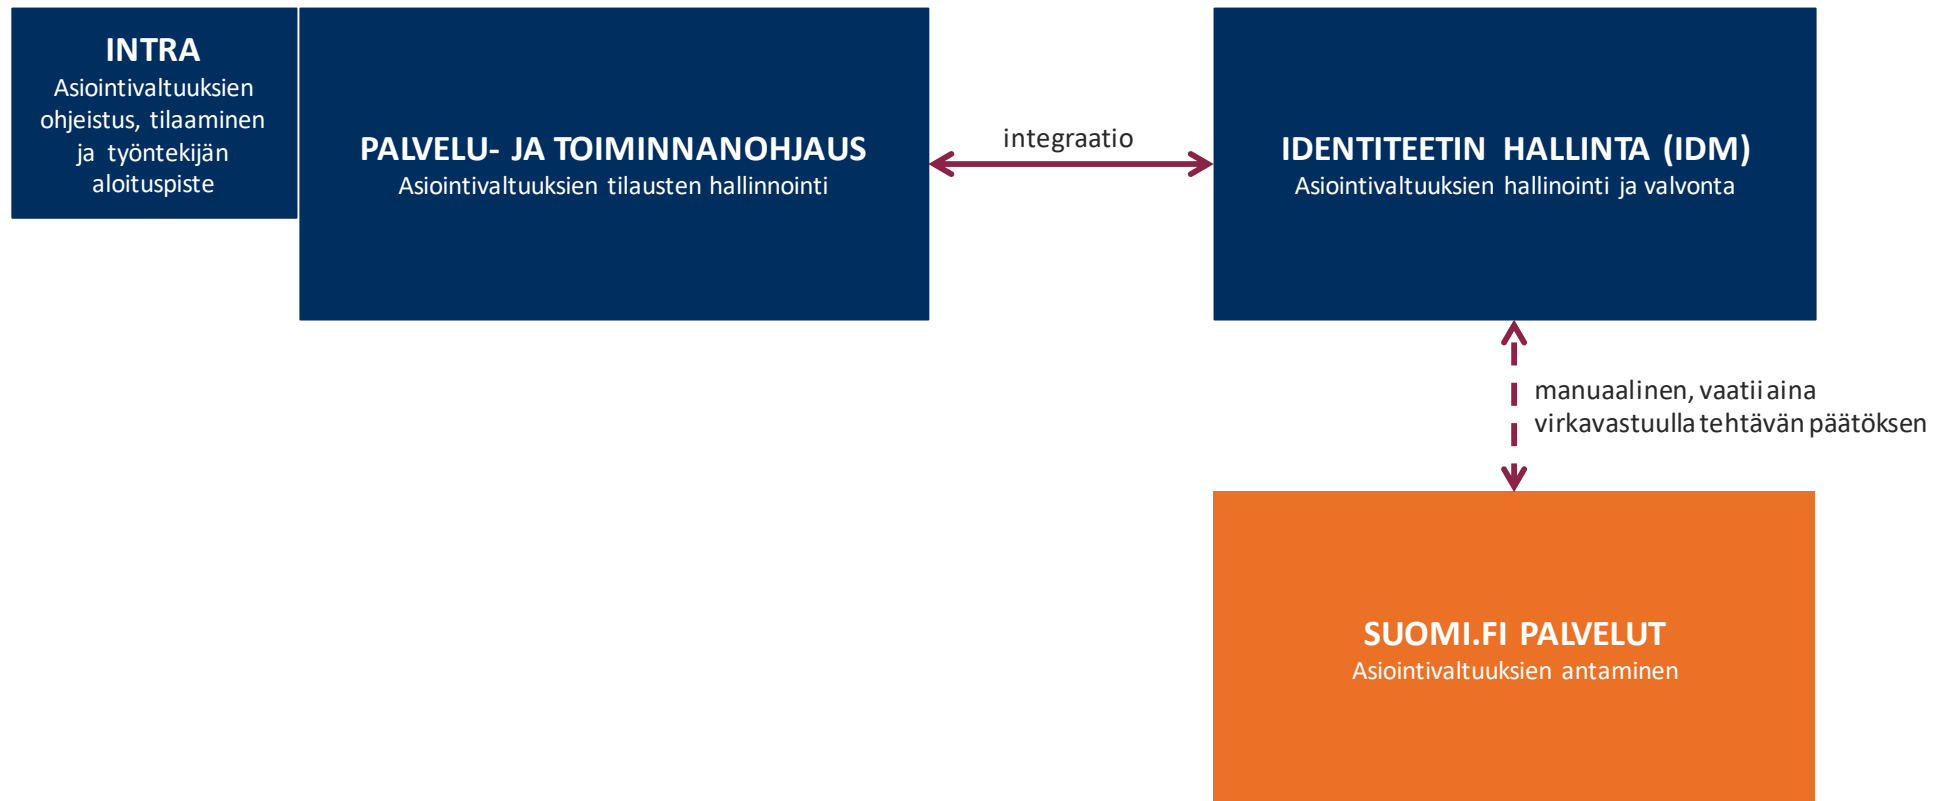 INTRA
Asiointivaltuuksien
ohjeistus, tilaaminen
ja työntekijän
aloituspiste
PALVELU- JA TOIMINNANOHJAUS
Asiointivaltuuksien tilausten hallinnointi
integraatio
IDENTITEETIN HALLINTA (IDM)
Asiointivaltuuksien hallinointi ja valvonta
manuaalinen, vaatii aina
virkavastuulla tehtävän päätöksen
SUOMI.FI PALVELUT
Asiointivaltuuksien antaminen